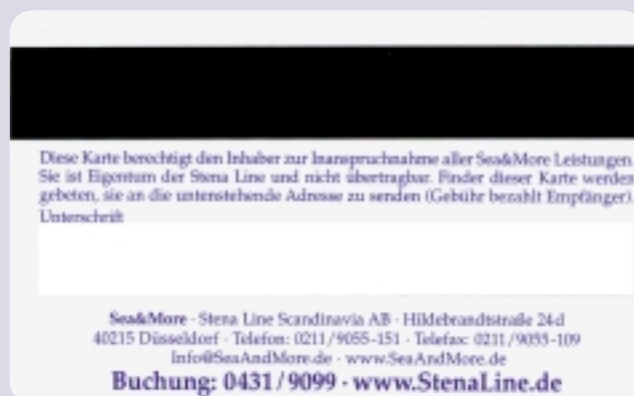 Diese Karte berechtigt den Inhaber zur Inanspruchnahme aller Sea&More Leistungen.
Sie ist Eigentum der Stena Line und nicht übertragbar. Finder dieser Karte werden
gebeten, sie an die untenstehende Adresse zu senden (Gebühr bezahlt Empfänger).
Unterschrift
Sea&More · Stena Line Scandinavia AB · Hildebrandtstraße 24d
40215 Düsseldorf · Telefon: 0211/9055-151 · Telefax: 0211/9055-109
Info@SeaAndMore.de · www.SeaAndMore.de
Buchung: 0431/9099 · www.StenaLine.de